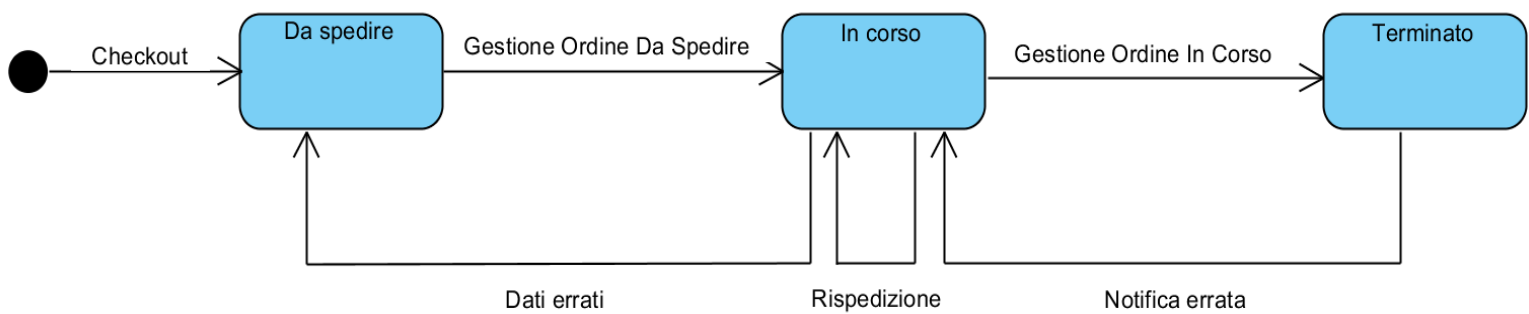 Checkout
Da spedire
Gestione Ordine Da Spedire
In corso
Gestione Ordine In Corso
Terminato
Dati errati
Rispedizione
Notifica errata